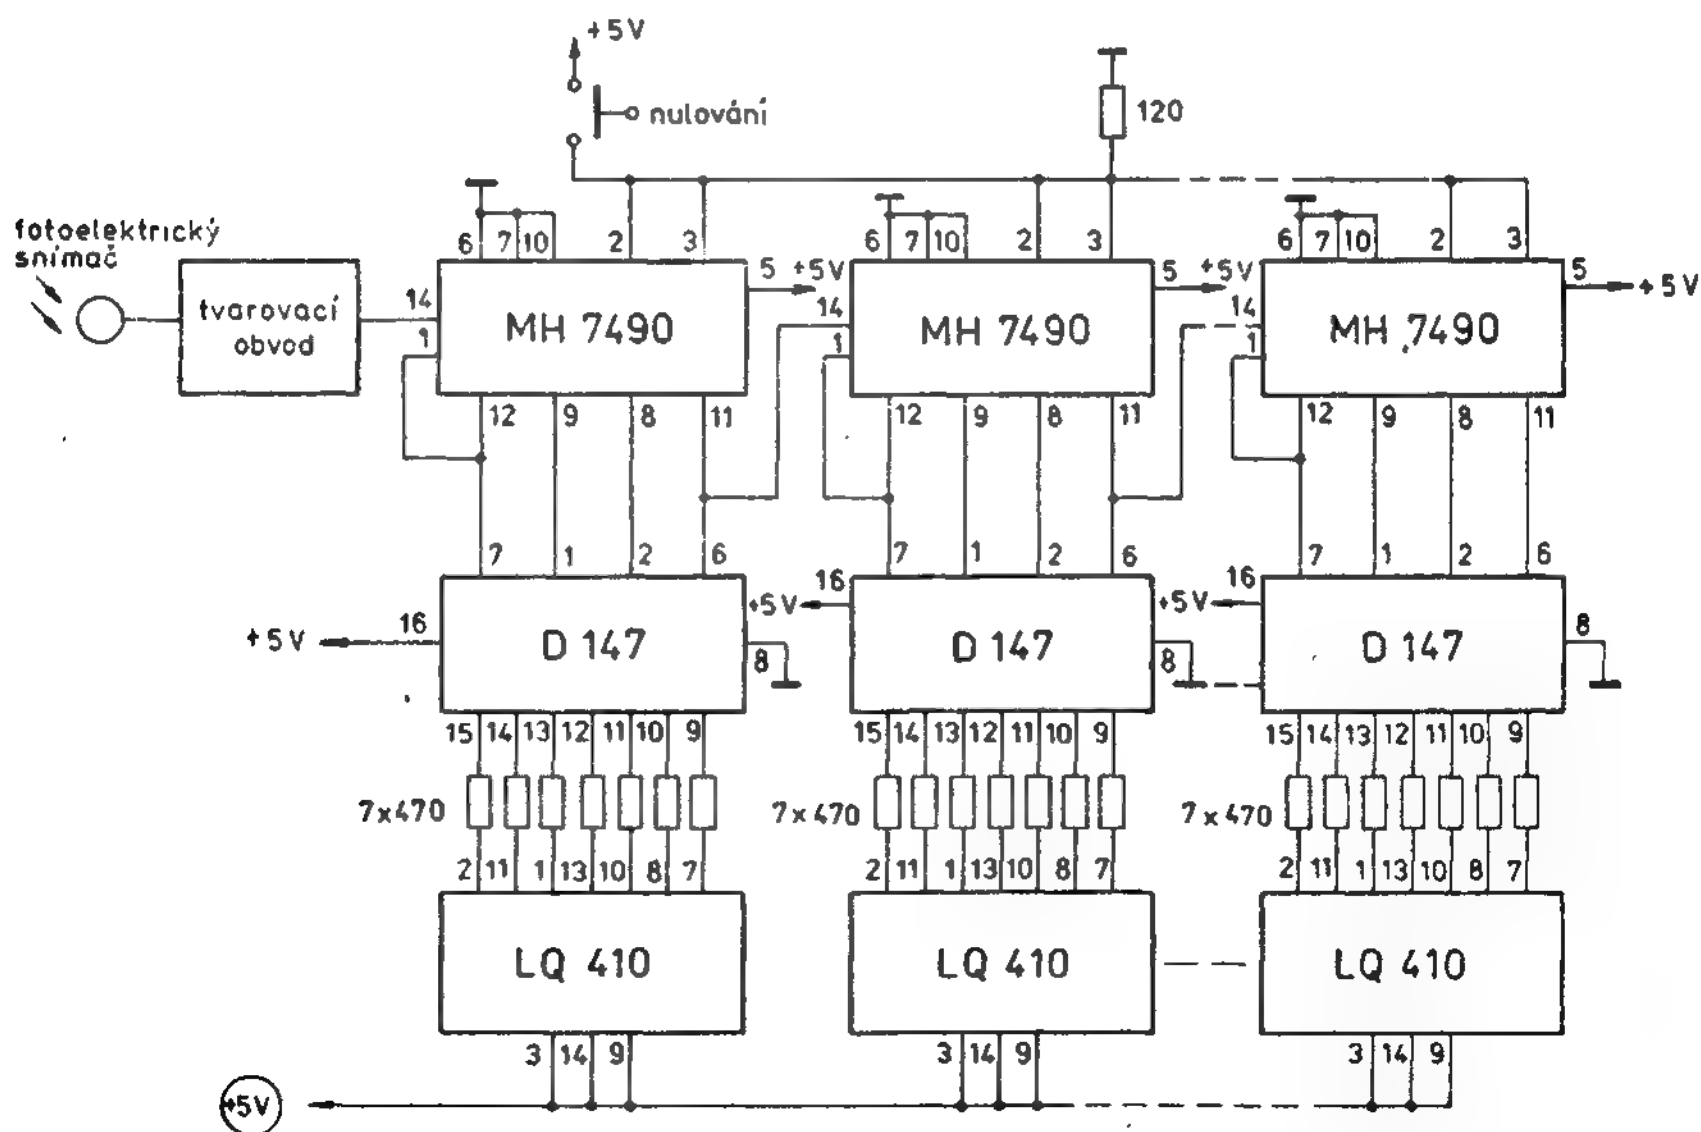 +5V
nulování
120
fotoelektrický
snímač
tvarovací
obvod
6 7 10 2 3
14
1
MH 7490
5 +5V
12 9 8 11
6 7 10 2 3
14
1
MH 7490
5 +5V
12 9 8 11
6 7 10 2 3
14
1
MH 7490
5 +5V
12 9 8 11
7 1 2 6
+5V 16
D 147
8
15 14 13 12 11 10 9
7 1 2 6
16
+5V
D 147
8
15 14 13 12 11 10 9
7 1 2 6
16
+5V
D 147
8
15 14 13 12 11 10 9
7x470
2 11 1 13 10 8 7
LQ 410
3 14 9
7x470
2 11 1 13 10 8 7
LQ 410
3 14 9
7x470
2 11 1 13 10 8 7
LQ 410
3 14 9
+5V